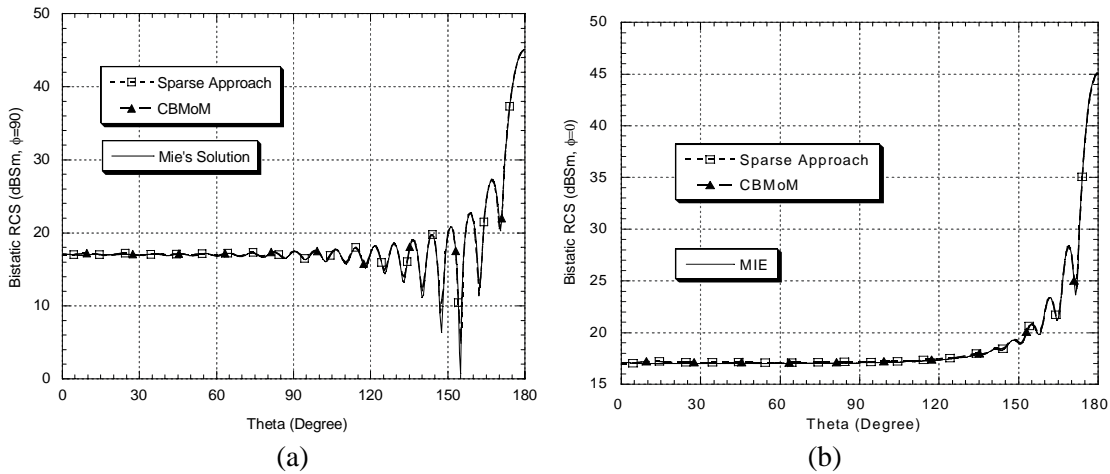 50
40
30
20
10
0
0 30 60 90 120 150 180
Bistatic RCS (dBSm, ϕ=90)
Theta (Degree)
Sparse Approach
CBMoM
Mie's Solution
(a)
50
45
40
35
30
25
20
15
0 30 60 90 120 150 180
Bistatic RCS (dBSm, ϕ=0)
Theta (Degree)
Sparse Approach
CBMoM
MIE
(b)